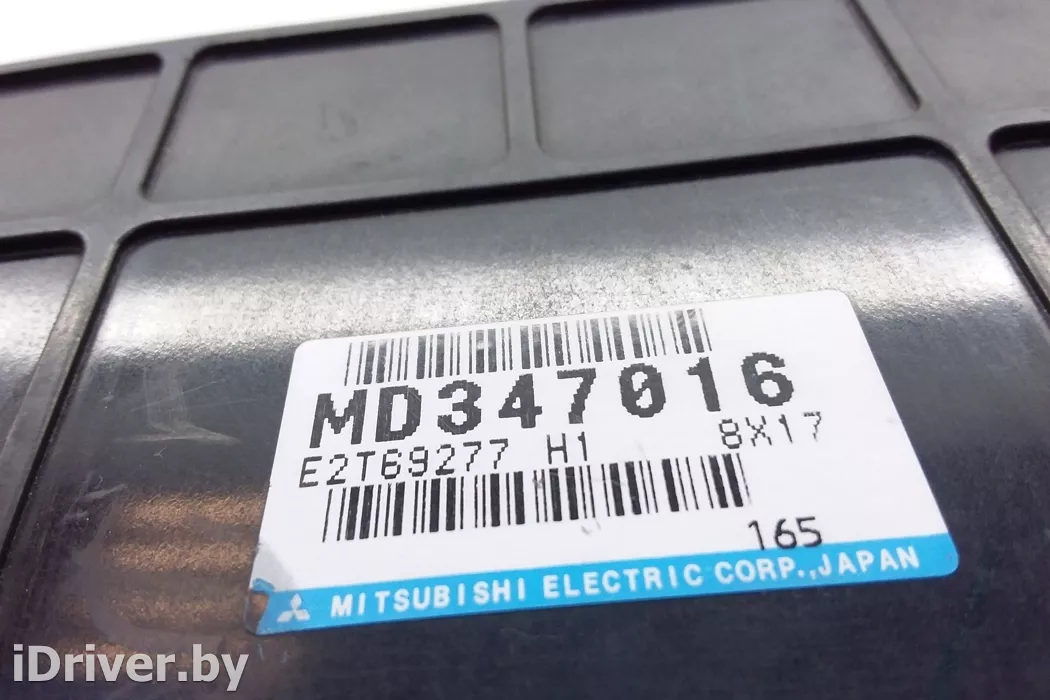 MD347016
E2T69277 H1 8X17
165
MITSUBISHI ELECTRIC CORP.,JAPAN
iDriver.by